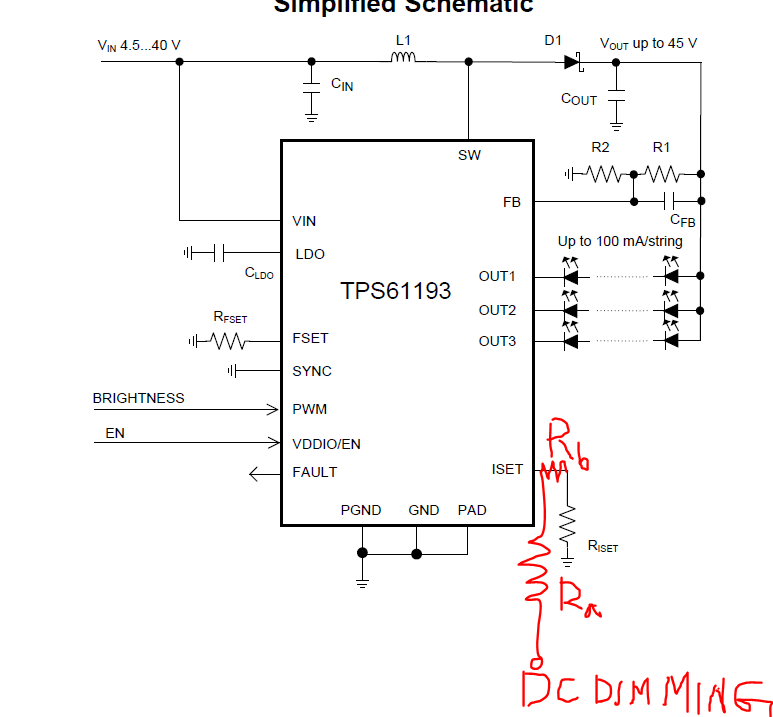 Simplified Schematic
VIN 4.5...40 V
L1
D1
VOUT up to 45 V
CIN
COUT
SW
R2
R1
FB
CFB
VIN
Up to 100 mA/string
LDO
CLDO
TPS61193
OUT1
OUT2
OUT3
RFSET
FSET
SYNC
BRIGHTNESS
PWM
EN
VDDIO/EN
FAULT
ISET
Rb
PGND
GND
PAD
RISET
Ra
DC DIMMING